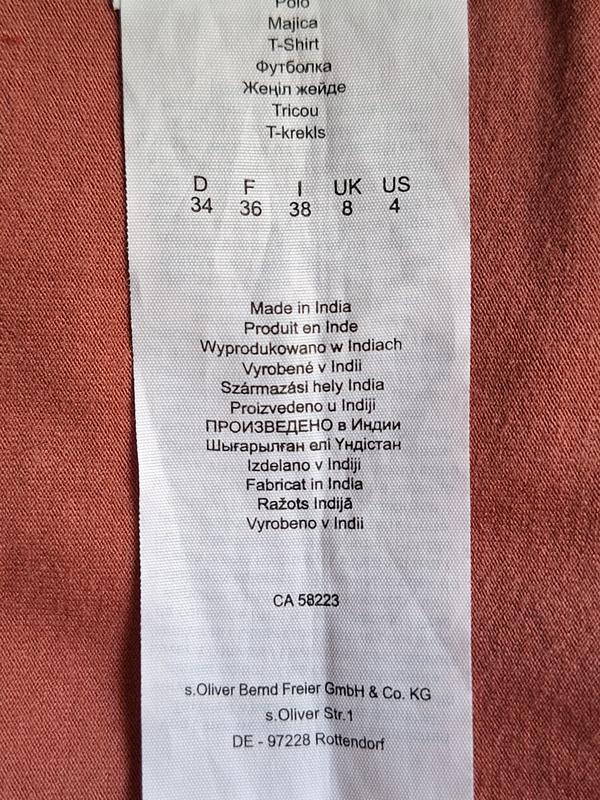 Polo
Majica
T-Shirt
Футболка
Жеңіл жейде
Tricou
T-krekls
D F I UK US
34 36 38 8 4
Made in India
Produit en Inde
Wyprodukowano w Indiach
Vyrobené v Indii
Származási hely India
Proizvedeno u Indiji
ПРОИЗВЕДЕНО в Индии
Шығарылған елі Үндістан
Izdelano v Indiji
Fabricat in India
Ražots Indijā
Vyrobeno v Indii
CA 58223
s.Oliver Bernd Freier GmbH & Co. KG
s.Oliver Str.1
DE - 97228 Rottendorf